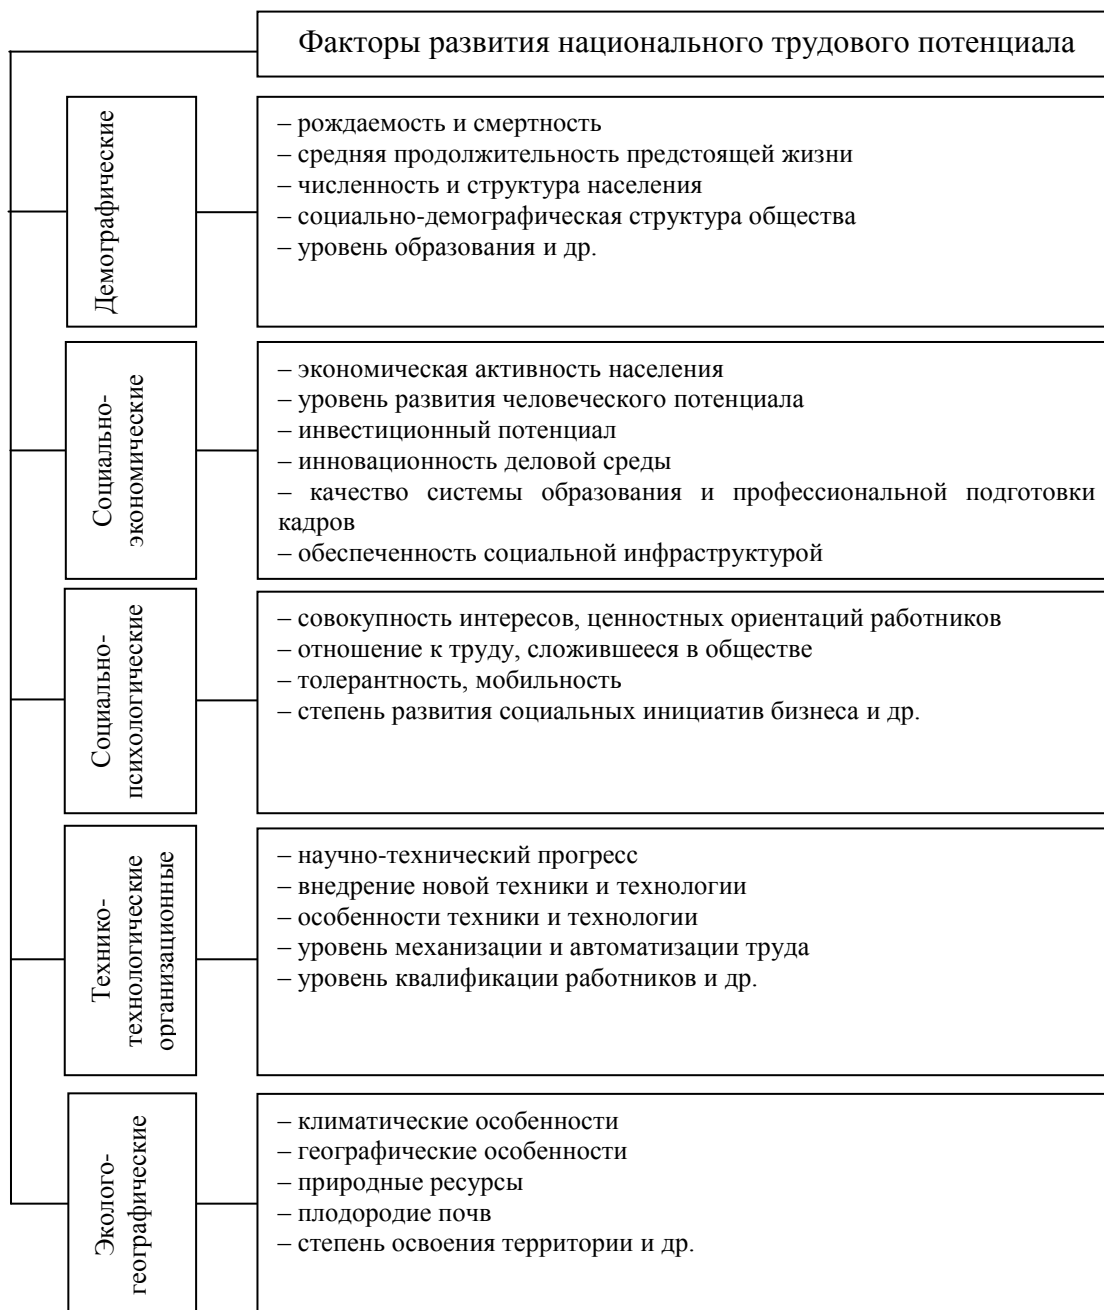 Факторы развития национального трудового потенциала
Демографические
– рождаемость и смертность
– средняя продолжительность предстоящей жизни
– численность и структура населения
– социально-демографическая структура общества
– уровень образования и др.
Социально-
экономические
– экономическая активность населения
– уровень развития человеческого потенциала
– инвестиционный потенциал
– инновационность деловой среды
– качество системы образования и профессиональной подготовки
кадров
– обеспеченность социальной инфраструктурой
Социально-
психологические
– совокупность интересов, ценностных ориентаций работников
– отношение к труду, сложившееся в обществе
– толерантность, мобильность
– степень развития социальных инициатив бизнеса и др.
Технико-
технологические
организационные
– научно-технический прогресс
– внедрение новой техники и технологии
– особенности техники и технологии
– уровень механизации и автоматизации труда
– уровень квалификации работников и др.
Эколого-
географические
– климатические особенности
– географические особенности
– природные ресурсы
– плодородие почв
– степень освоения территории и др.